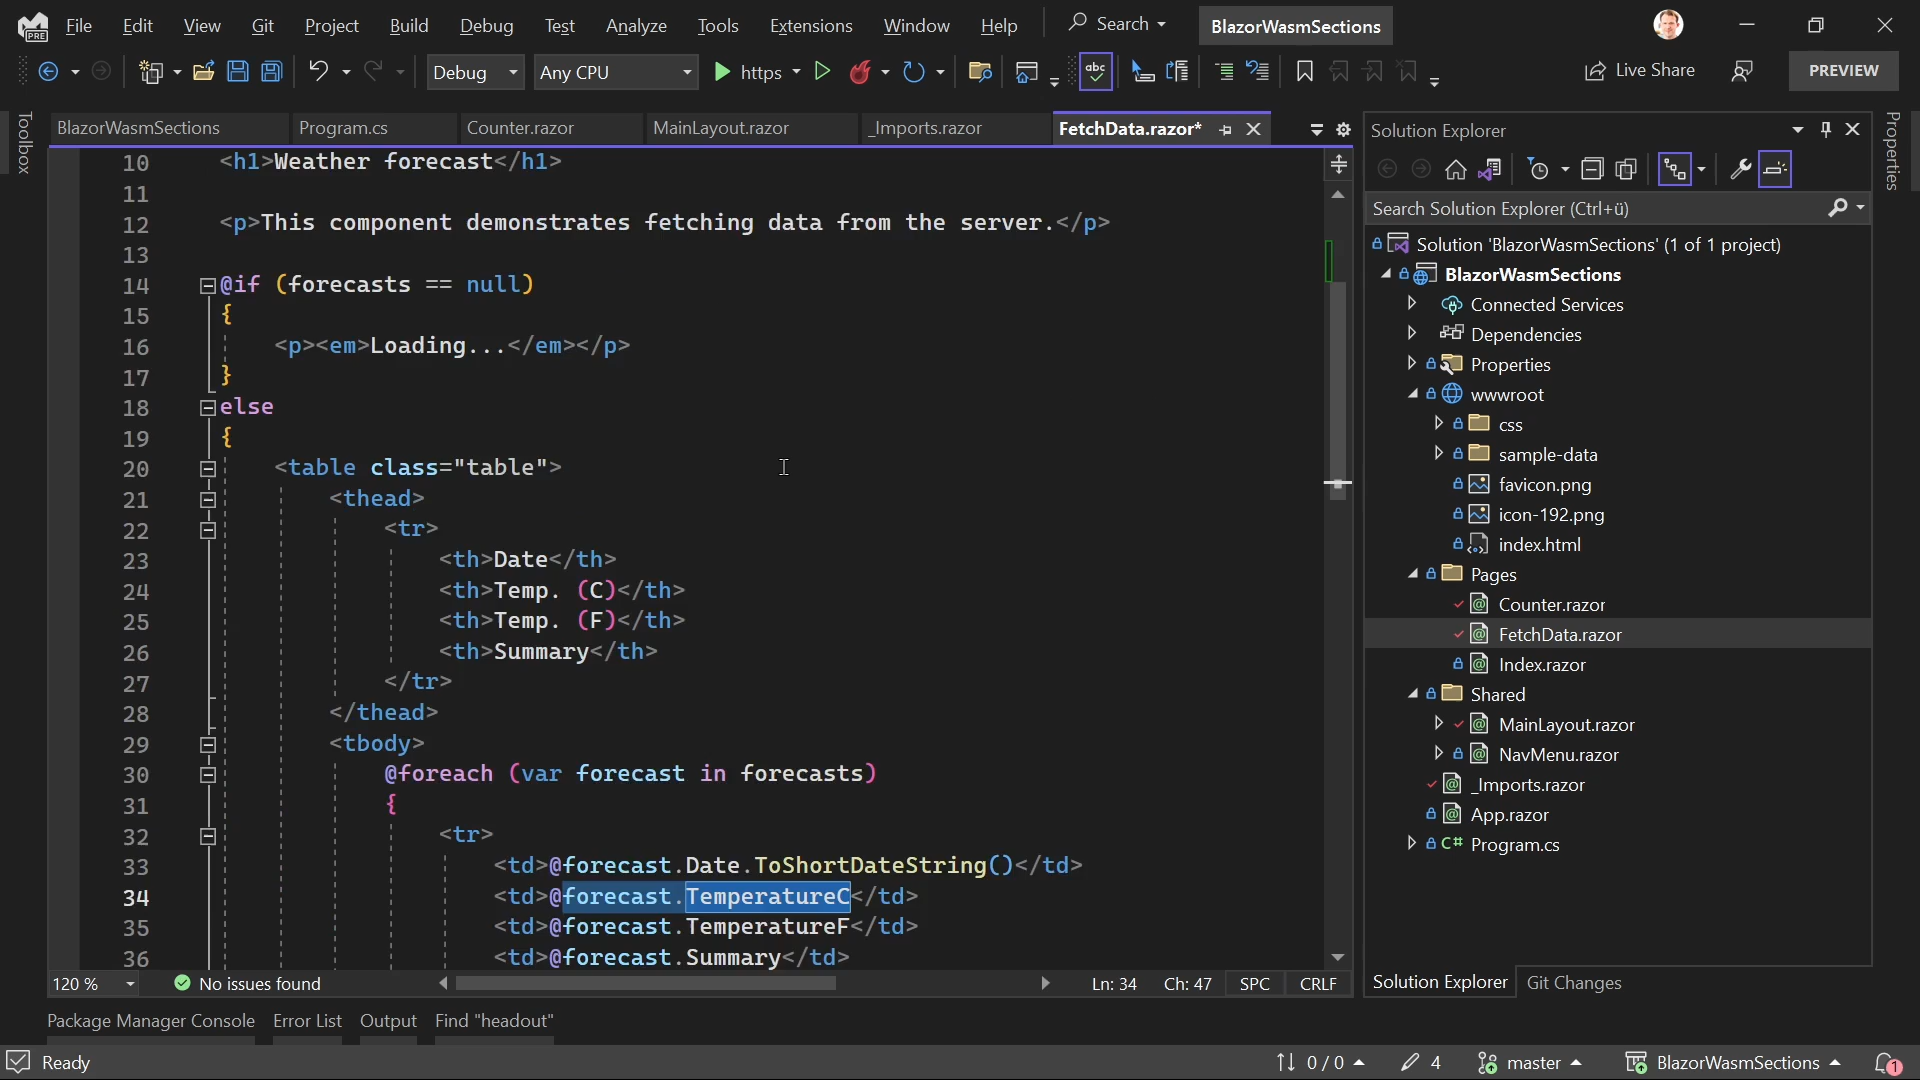 File Edit View Git Project Build Debug Test Analyze Tools Extensions Window Help Search BlazorWasmSections
PRE
Debug Any CPU https abc Live Share PREVIEW
Toolbox
BlazorWasmSections Program.cs Counter.razor MainLayout.razor _Imports.razor FetchData.razor*
10 <h1>Weather forecast</h1>
11
12 <p>This component demonstrates fetching data from the server.</p>
13
14 @if (forecasts == null)
15 {
16 <p><em>Loading...</em></p>
17 }
18 else
19 {
20 <table class="table">
21 <thead>
22 <tr>
23 <th>Date</th>
24 <th>Temp. (C)</th>
25 <th>Temp. (F)</th>
26 <th>Summary</th>
27 </tr>
28 </thead>
29 <tbody>
30 @foreach (var forecast in forecasts)
31 {
32 <tr>
33 <td>@forecast.Date.ToShortDateString()</td>
34 <td>@forecast.TemperatureC</td>
35 <td>@forecast.TemperatureF</td>
36 <td>@forecast.Summary</td>
120 % No issues found Ln: 34 Ch: 47 SPC CRLF
Solution Explorer
Search Solution Explorer (Ctrl+ü)
Solution 'BlazorWasmSections' (1 of 1 project)
BlazorWasmSections
Connected Services
Dependencies
Properties
wwwroot
css
sample-data
favicon.png
icon-192.png
index.html
Pages
Counter.razor
FetchData.razor
Index.razor
Shared
MainLayout.razor
NavMenu.razor
_Imports.razor
App.razor
C# Program.cs
Solution Explorer Git Changes
Properties
Package Manager Console Error List Output Find "headout"
Ready 0 / 0 4 master BlazorWasmSections 1